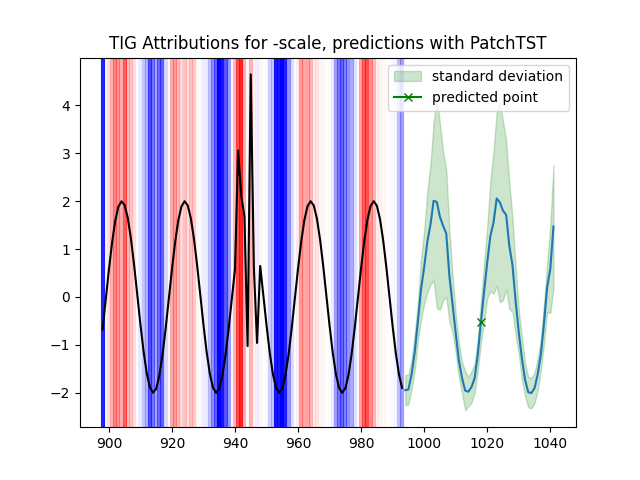 TIG Attributions for -scale, predictions with PatchTST
standard deviation
predicted point
4
3
2
1
0
−1
−2
900 920 940 960 980 1000 1020 1040